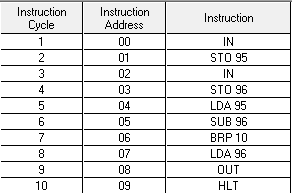 Instruction Cycle Instruction Address Instruction
1 00 IN
2 01 STO 95
3 02 IN
4 03 STO 96
5 04 LDA 95
6 05 SUB 96
7 06 BRP 10
8 07 LDA 96
9 08 OUT
10 09 HLT